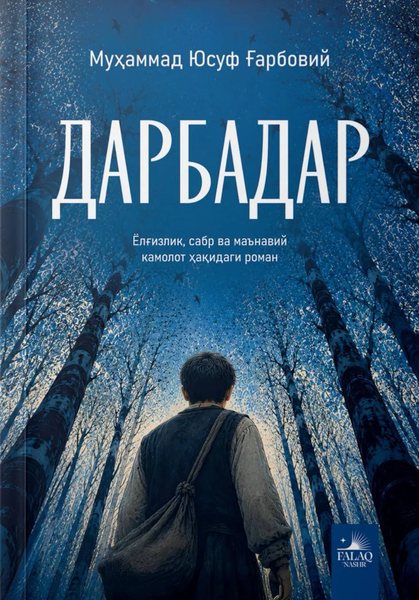 Муҳаммад Юсуф Ғарбовий
ДАРБАДАР
Ёлғизлик, сабр ва маънавий
камолот ҳақидаги роман
FALAQ
NASHR